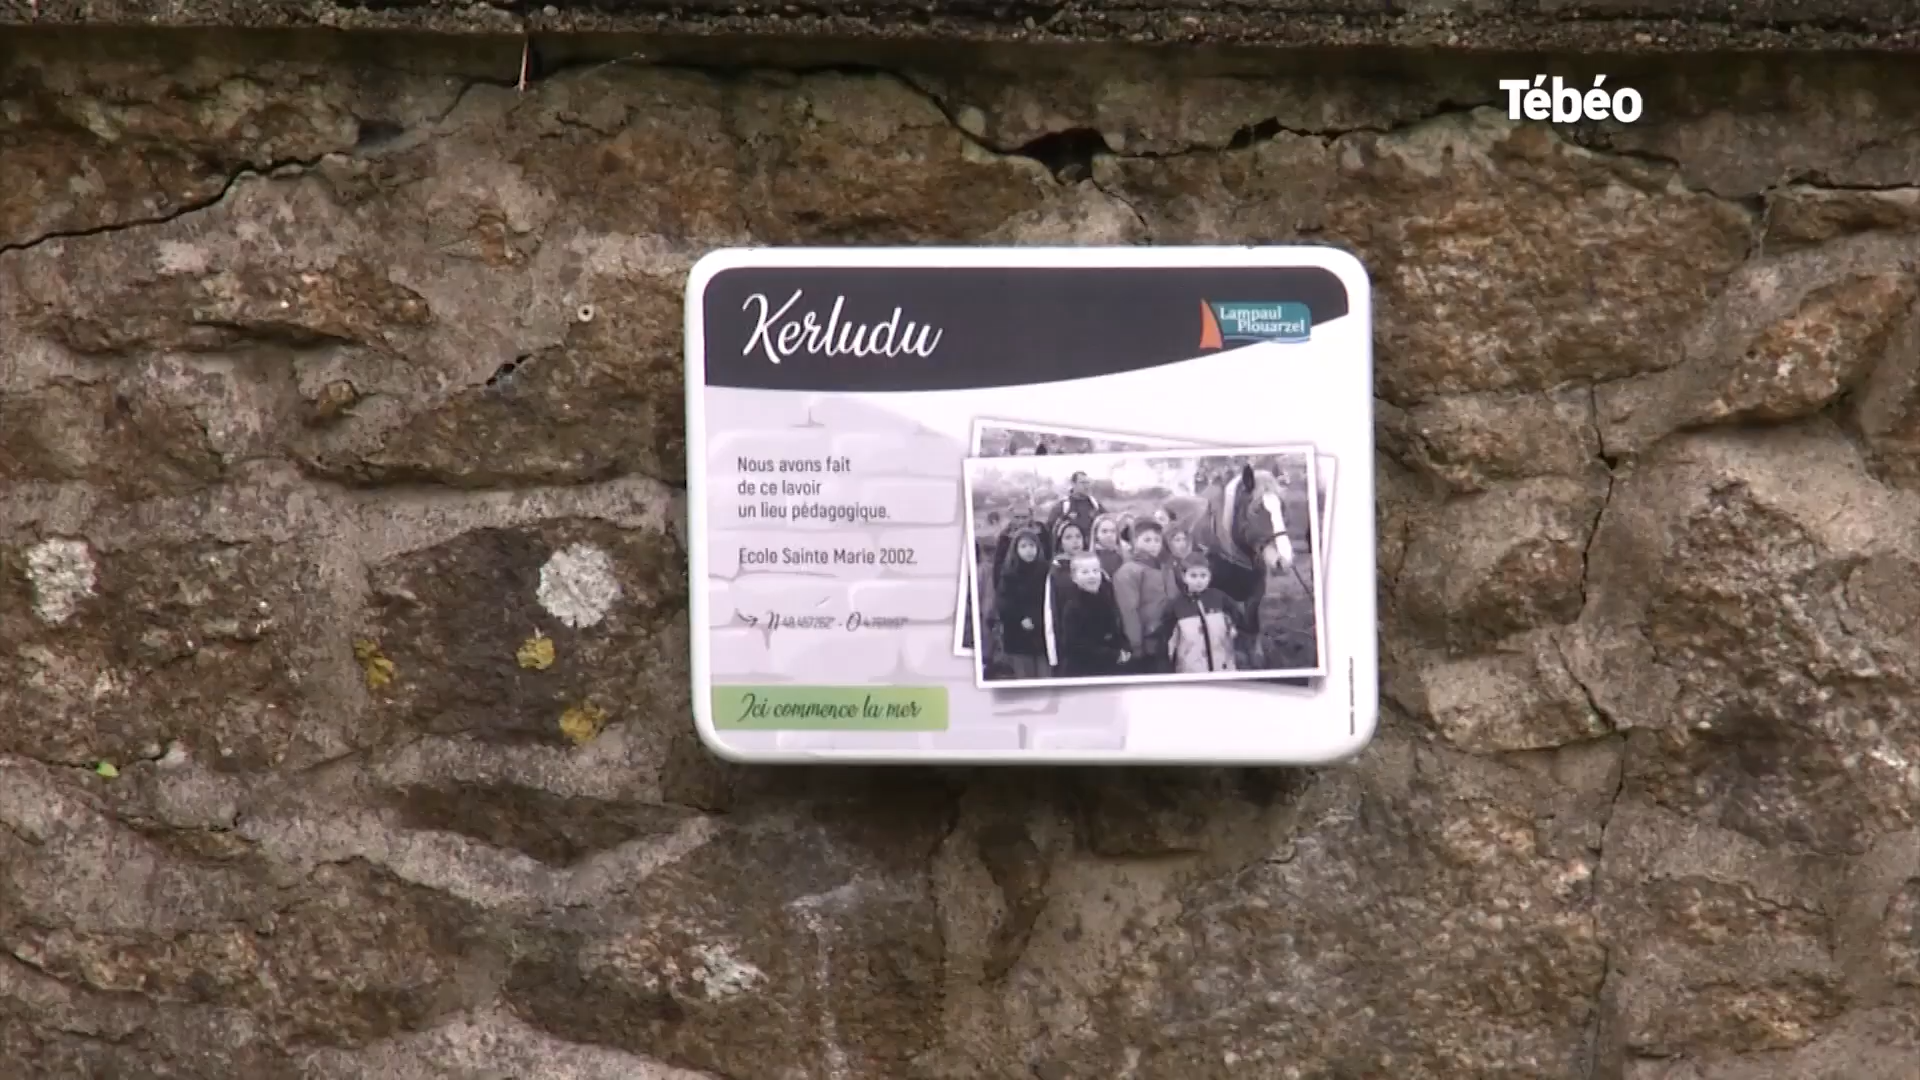 Tébéo
Kerludu
Lampaul
Plouarzel
Nous avons fait
de ce lavoir
un lieu pédagogique.
Ecole Sainte Marie 2002.
Ici commence la mer